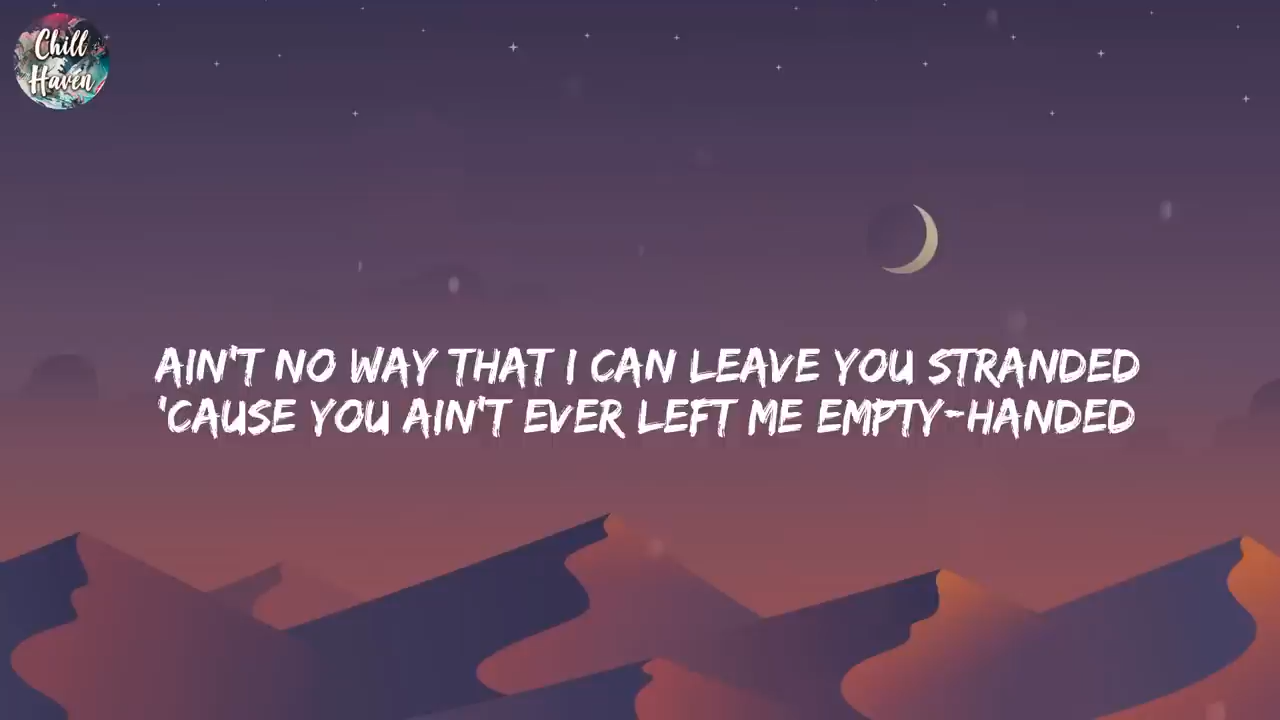 Chill
Haven
AIN'T NO WAY THAT I CAN LEAVE YOU STRANDED
'CAUSE YOU AIN'T EVER LEFT ME EMPTY-HANDED